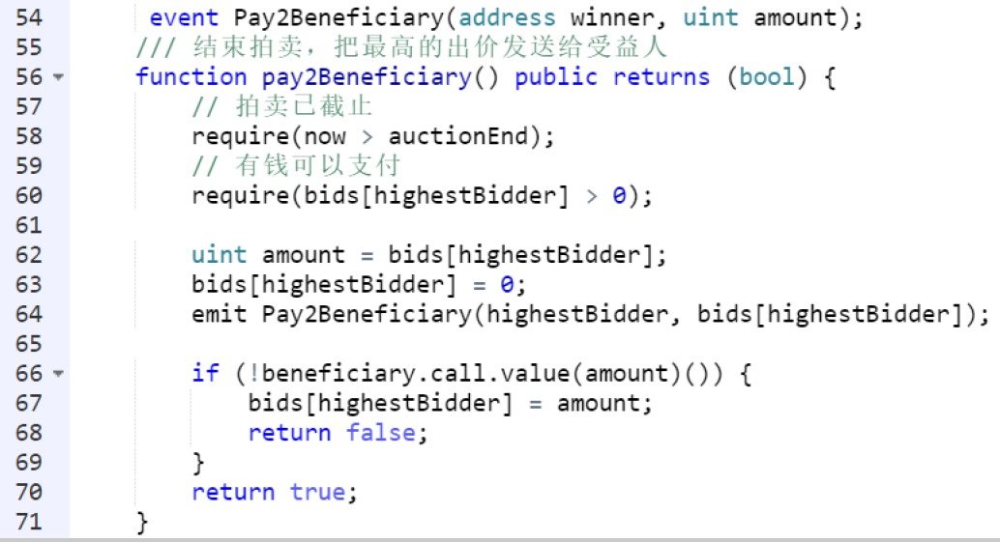 54 event Pay2Beneficiary(address winner, uint amount);
55 /// 结束拍卖，把最高的出价发送给受益人
56 function pay2Beneficiary() public returns (bool) {
57 // 拍卖已截止
58 require(now > auctionEnd);
59 // 有钱可以支付
60 require(bids[highestBidder] > 0);
61
62 uint amount = bids[highestBidder];
63 bids[highestBidder] = 0;
64 emit Pay2Beneficiary(highestBidder, bids[highestBidder]);
65
66 if (!beneficiary.call.value(amount)()) {
67 bids[highestBidder] = amount;
68 return false;
69 }
70 return true;
71 }